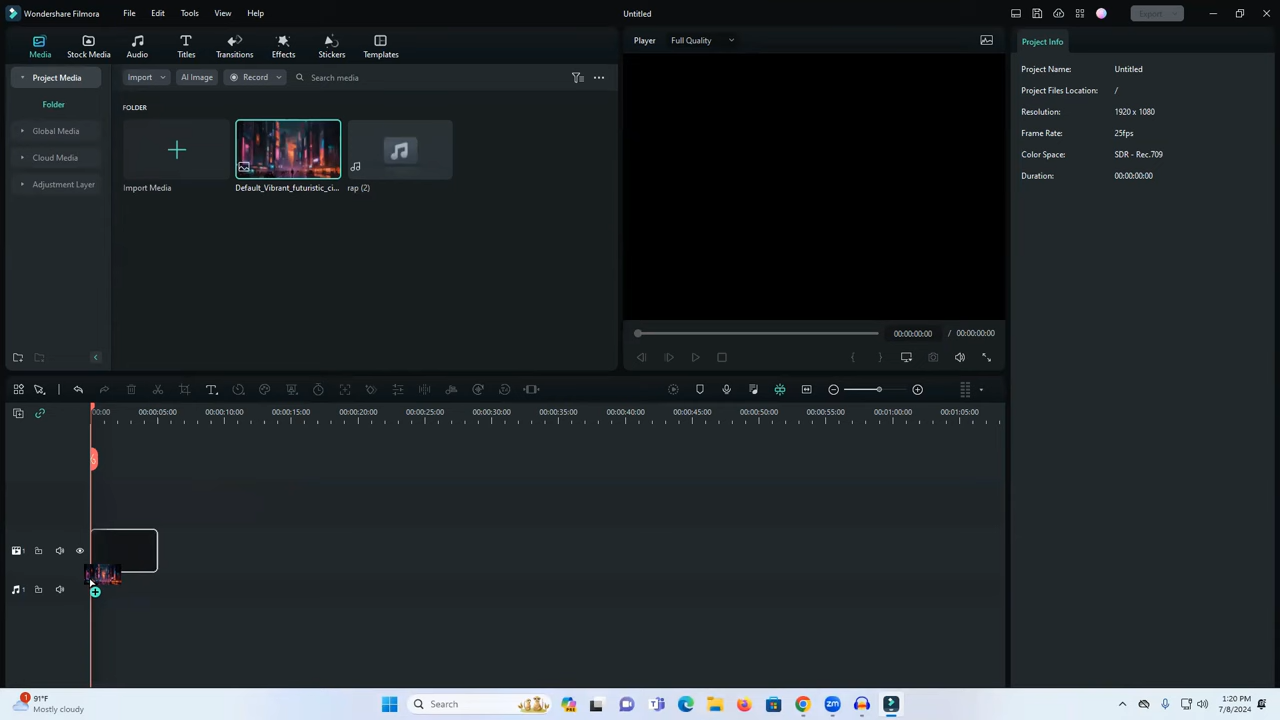 Wondershare Filmora File Edit Tools View Help Untitled Export
Media Stock Media Audio Titles Transitions Effects Stickers Templates
Player Full Quality
Project Info
Project Media
Folder
Global Media
Cloud Media
Adjustment Layer
Import AI Image Record Search media
FOLDER
Import Media
Default_Vibrant_futuristic_ci...
rap (2)
00:00:00:00 / 00:00:00:00
Project Name: Untitled
Project Files Location: /
Resolution: 1920 x 1080
Frame Rate: 25fps
Color Space: SDR - Rec.709
Duration: 00:00:00:00
00:00 00:00:05:00 00:00:10:00 00:00:15:00 00:00:20:00 00:00:25:00 00:00:30:00 00:00:35:00 00:00:40:00 00:00:45:00 00:00:50:00 00:00:55:00 00:01:00:00 00:01:05:00
1
1
1
91°F
Mostly cloudy
Search
zm
1:20 PM
7/8/2024